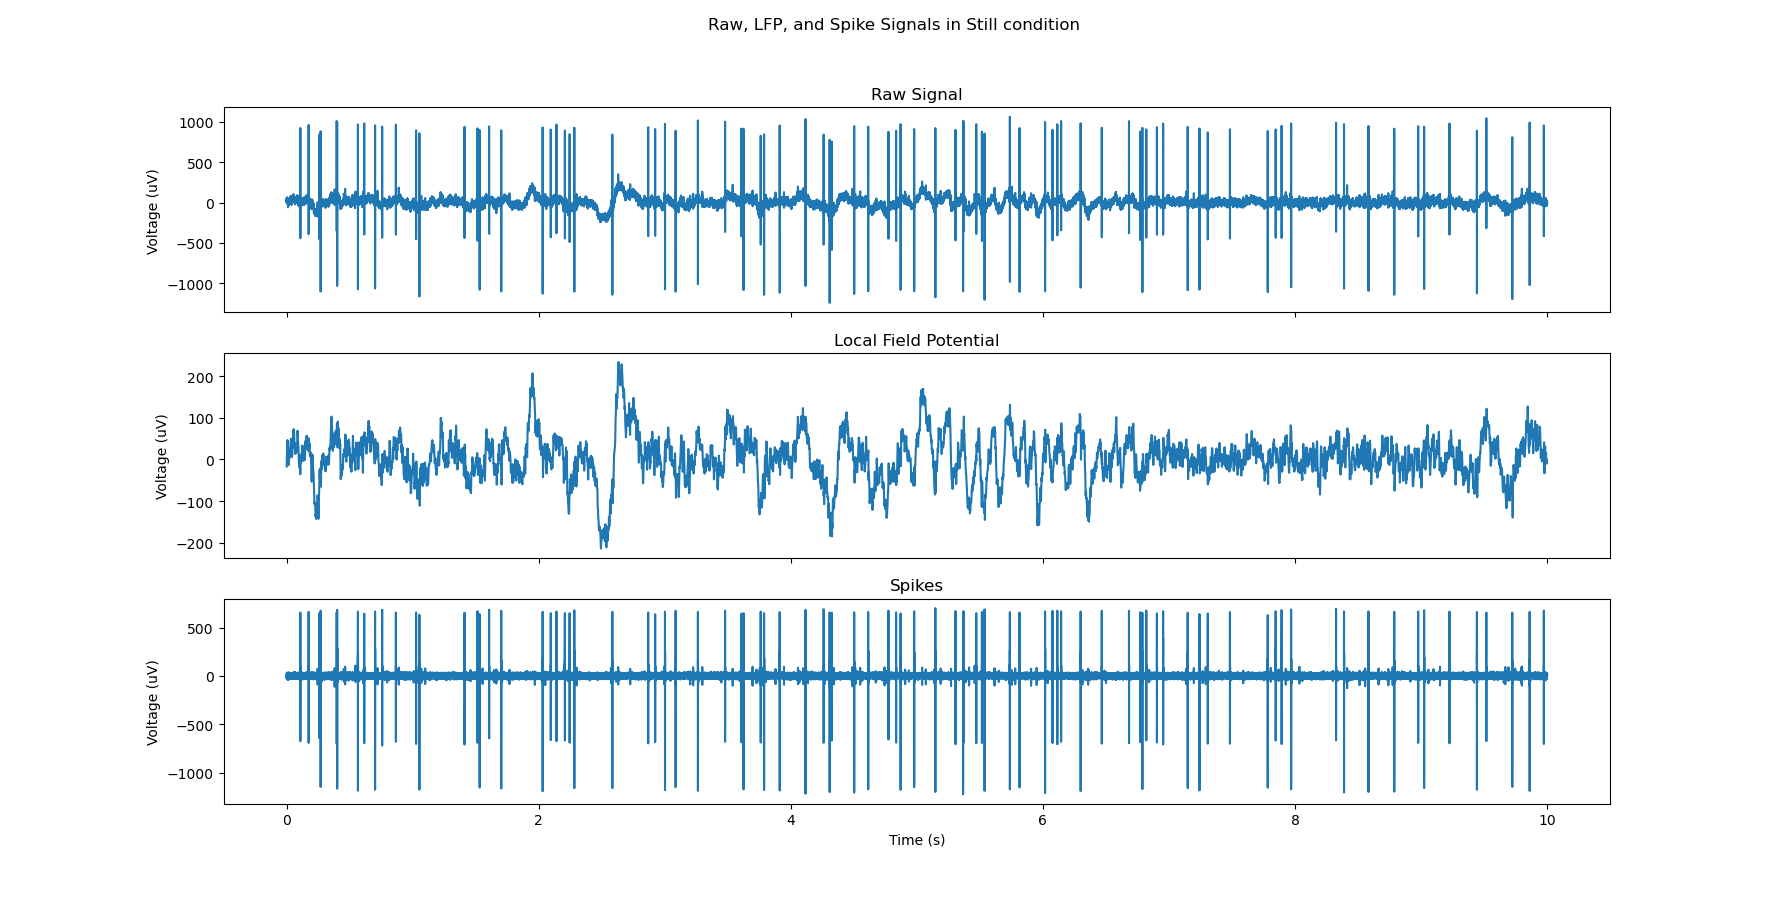 Raw, LFP, and Spike Signals in Still condition
Raw Signal
1000
500
0
−500
−1000
Voltage (uV)
Local Field Potential
200
100
0
−100
−200
Voltage (uV)
Spikes
500
0
−500
−1000
Voltage (uV)
0 2 4 6 8 10
Time (s)